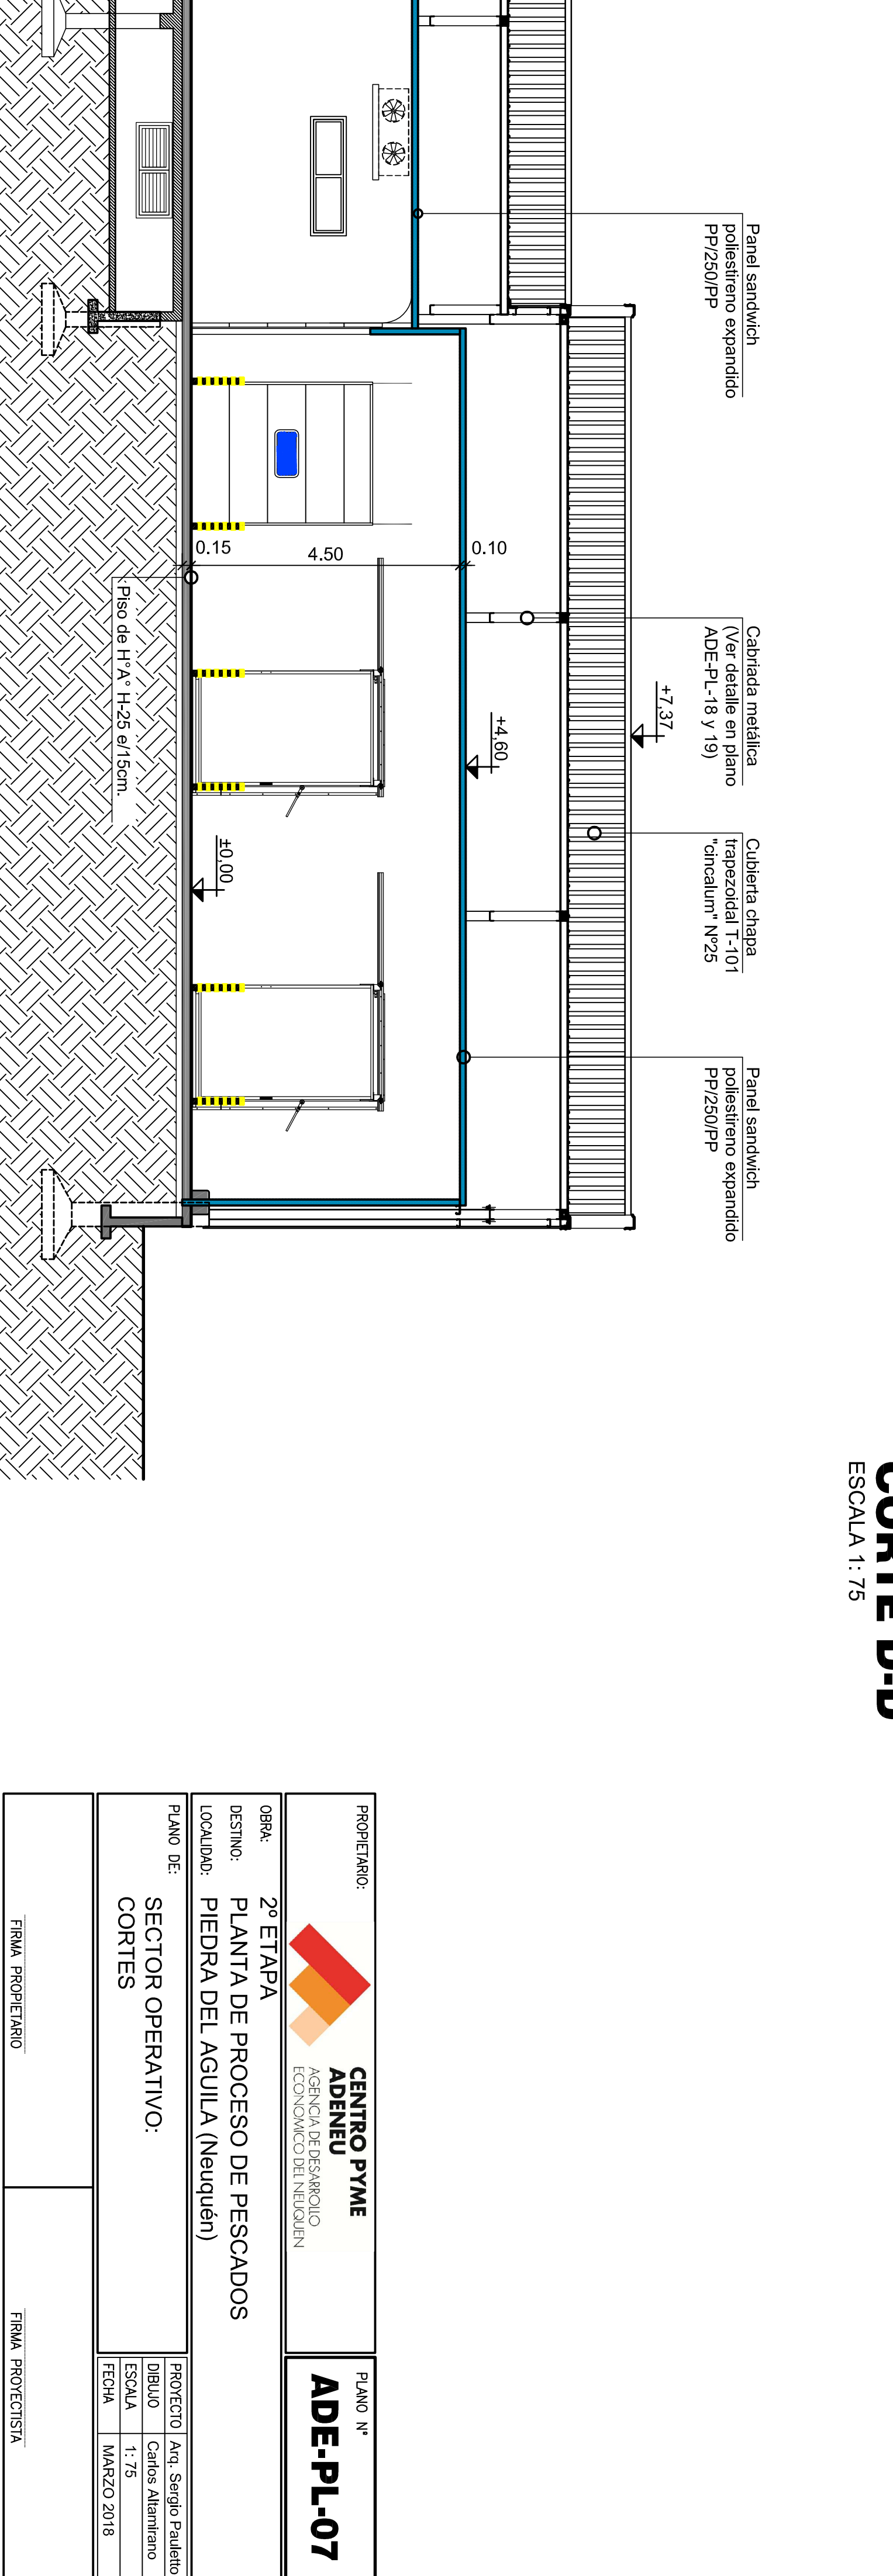 Panel sandwich
poliestireno expandido
PP/250/PP
Cabriada metálica
(Ver detalle en plano
ADE-PL-18 y 19)
Cubierta chapa
trapezoidal T-101
"cincalum" Nº25
Panel sandwich
poliestireno expandido
PP/250/PP
+7,37
+4,60
±0,00
0.10
4.50
0.15
Piso de H°A° H-25 e/15cm.
CORTE D-D
ESCALA 1: 75
PROPIETARIO:
CENTRO PYME
ADENEU
AGENCIA DE DESARROLLO
ECONOMICO DEL NEUQUEN
PLANO N°
ADE-PL-07
OBRA: 2º ETAPA
DESTINO: PLANTA DE PROCESO DE PESCADOS
LOCALIDAD: PIEDRA DEL AGUILA (Neuquén)
PLANO DE: SECTOR OPERATIVO:
CORTES
PROYECTO Arq. Sergio Pauletto
DIBUJO Carlos Altamirano
ESCALA 1: 75
FECHA MARZO 2018
FIRMA PROPIETARIO
FIRMA PROYECTISTA